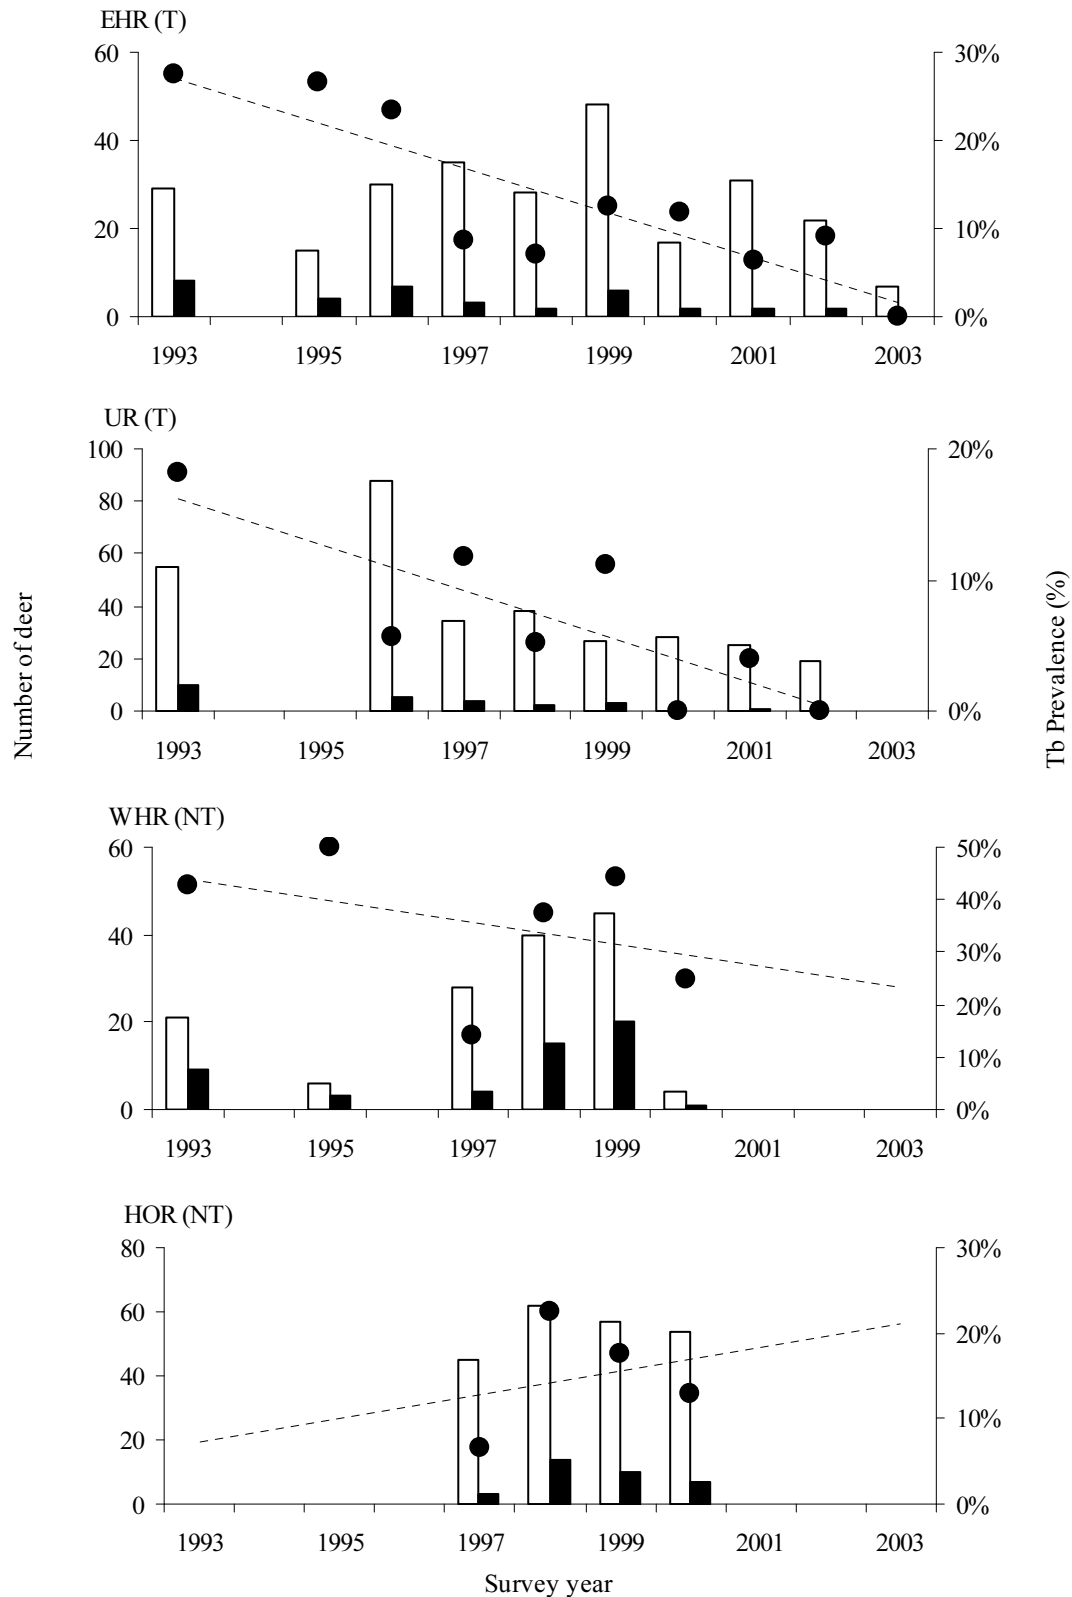 EHR (T)
60 30%
40 20%
20 10%
0 0%
1993 1995 1997 1999 2001 2003
UR (T)
100 20%
80
60
10%
40
20
0 0%
1993 1995 1997 1999 2001 2003
Number of deer
Tb Prevalence (%)
WHR (NT)
60 50%
40%
40
30%
20 20%
10%
0 0%
1993 1995 1997 1999 2001 2003
HOR (NT)
80 30%
60
20%
40
10%
20
0 0%
1993 1995 1997 1999 2001 2003
Survey year